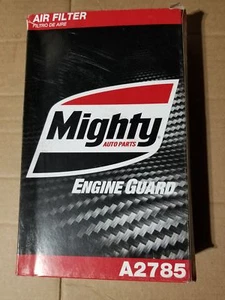 AIR FILTER
FILTRO DE AIRE
Mighty
AUTO PARTS
ENGINE GUARD
A2785